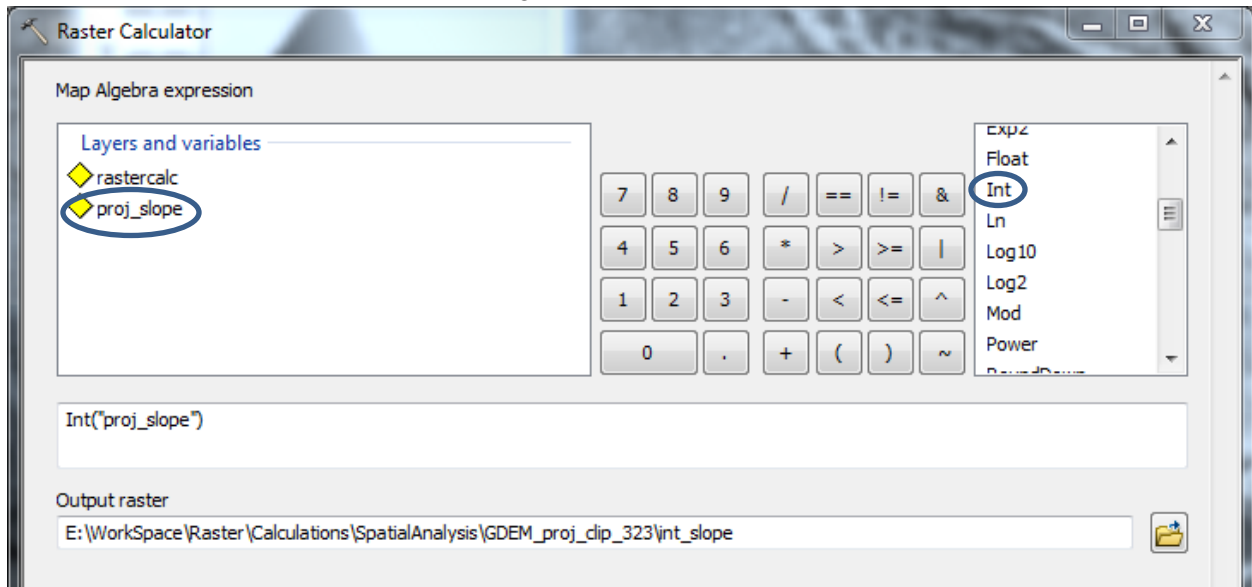 Raster Calculator
Map Algebra expression
Layers and variables
rastercalc
proj_slope
7 8 9 / == != &
4 5 6 * > >= |
1 2 3 - < <= ^
0 . + ( ) ~
Exp2
Float
Int
Ln
Log10
Log2
Mod
Power
RoundDown
Int("proj_slope")
Output raster
E:\WorkSpace\Raster\Calculations\SpatialAnalysis\GDEM_proj_clip_323\int_slope